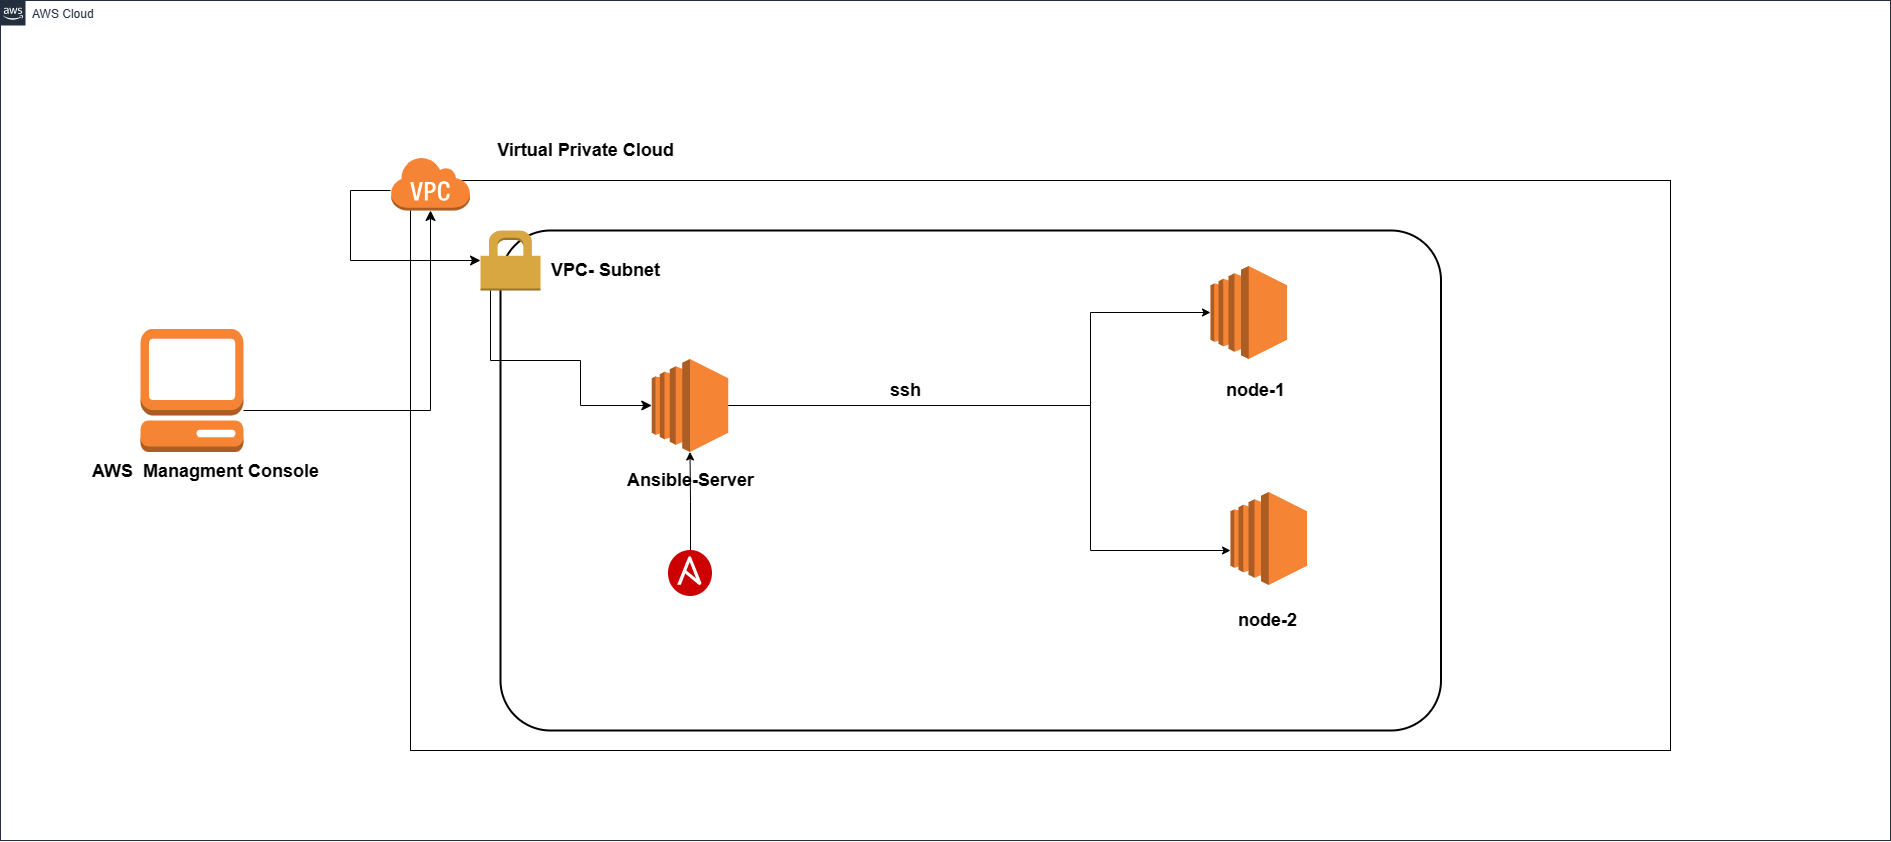 aws
AWS Cloud
Virtual Private Cloud
VPC
VPC- Subnet
ssh
node-1
AWS  Managment Console
Ansible-Server
node-2